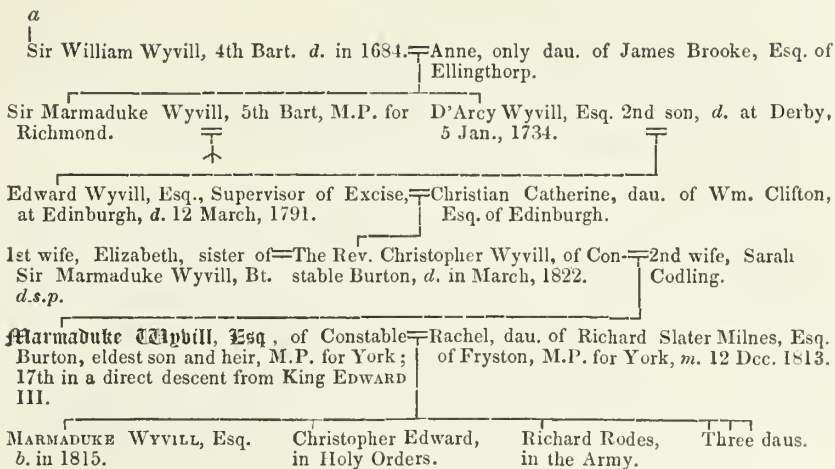 a
Sir William Wyvill, 4th Bart. d. in 1684.
Anne, only dau. of James Brooke, Esq. of
Ellingthorp.
Sir Marmaduke Wyvill, 5th Bart, M.P. for
Richmond.
D'Arcy Wyvill, Esq. 2nd son, d. at Derby,
5 Jan., 1734.
Edward Wyvill, Esq., Supervisor of Excise,
at Edinburgh, d. 12 March, 1791.
Christian Catherine, dau. of Wm. Clifton,
Esq. of Edinburgh.
1st wife, Elizabeth, sister of
Sir Marmaduke Wyvill, Bt.
d.s.p.
The Rev. Christopher Wyvill, of Con-
stable Burton, d. in March, 1822.
2nd wife, Sarah
Codling.
Marmaduke Wyvill, Esq, of Constable
Burton, eldest son and heir, M.P. for York;
17th in a direct descent from King EDWARD
III.
Rachel, dau. of Richard Slater Milnes, Esq.
of Fryston, M.P. for York, m. 12 Dec. 1813.
MARMADUKE WYVILL, Esq.
b. in 1815.
Christopher Edward,
in Holy Orders.
Richard Rodes,
in the Army.
Three daus.